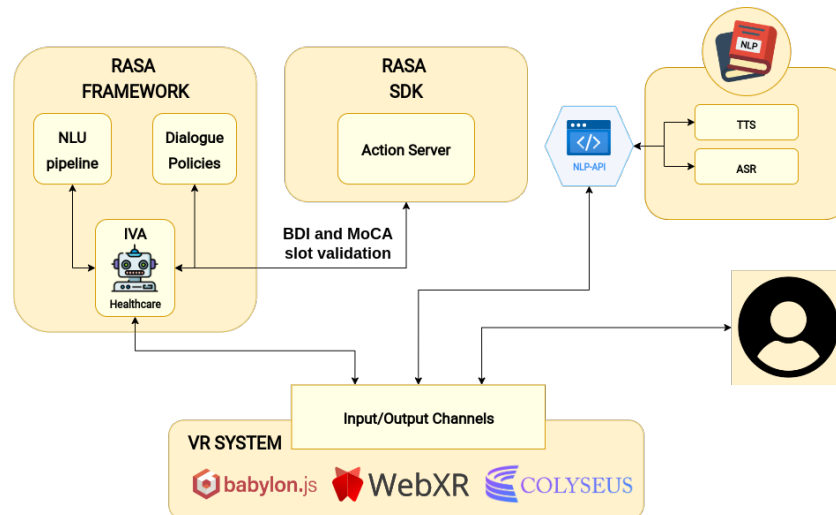 RASA
FRAMEWORK
NLU
pipeline
Dialogue
Policies
IVA
Healthcare
RASA
SDK
Action Server
BDI and MoCA
slot validation
</>
NLP-API
NLP
TTS
ASR
Input/Output Channels
VR SYSTEM
babylon.js
WebXR
COLYSEUS